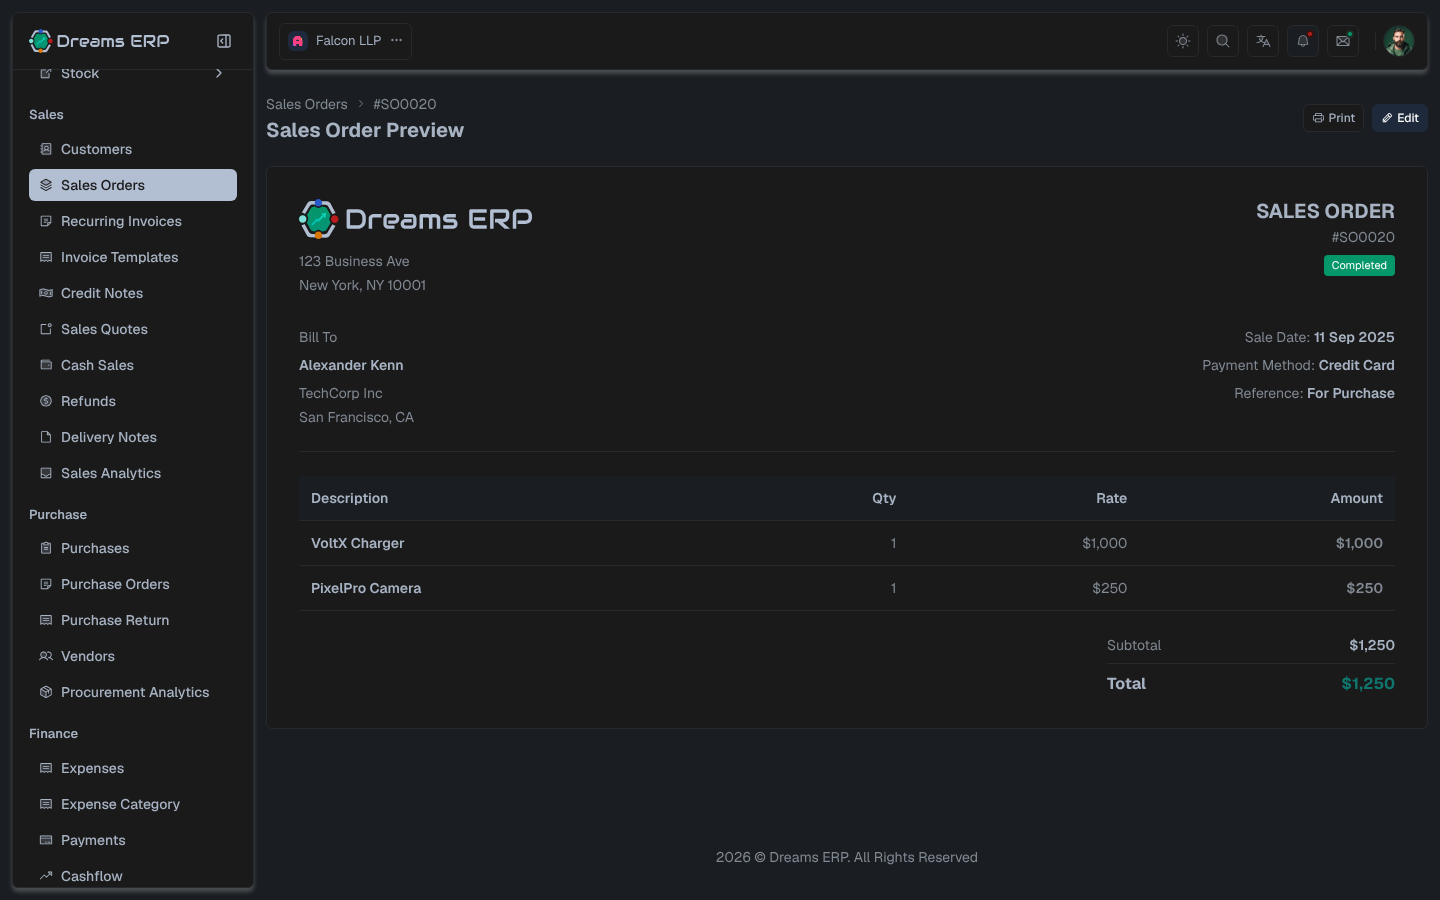 Dreams ERP
Stock
Sales
Customers
Sales Orders
Recurring Invoices
Invoice Templates
Credit Notes
Sales Quotes
Cash Sales
Refunds
Delivery Notes
Sales Analytics
Purchase
Purchases
Purchase Orders
Purchase Return
Vendors
Procurement Analytics
Finance
Expenses
Expense Category
Payments
Cashflow
Falcon LLP
Sales Orders > #SO0020
Sales Order Preview
Print
Edit
Dreams ERP
123 Business Ave
New York, NY 10001
SALES ORDER
#SO0020
Completed
Bill To
Alexander Kenn
TechCorp Inc
San Francisco, CA
Sale Date: 11 Sep 2025
Payment Method: Credit Card
Reference: For Purchase
Description Qty Rate Amount
VoltX Charger 1 $1,000 $1,000
PixelPro Camera 1 $250 $250
Subtotal $1,250
Total $1,250
2026 © Dreams ERP. All Rights Reserved